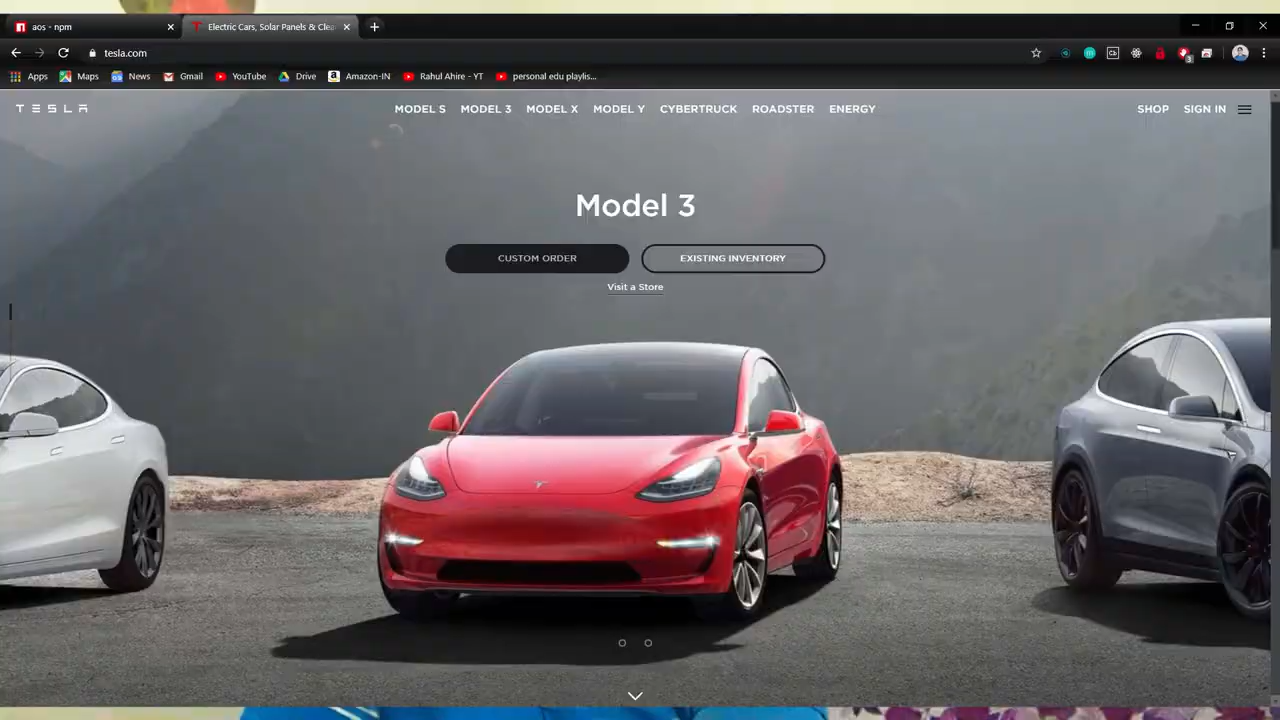 aos - npm
Electric Cars, Solar Panels & Clea
tesla.com
Apps Maps News Gmail YouTube Drive Amazon-IN Rahul Ahire - YT personal edu playlis...
3
TESLA MODEL S MODEL 3 MODEL X MODEL Y CYBERTRUCK ROADSTER ENERGY SHOP SIGN IN
Model 3
CUSTOM ORDER EXISTING INVENTORY
Visit a Store